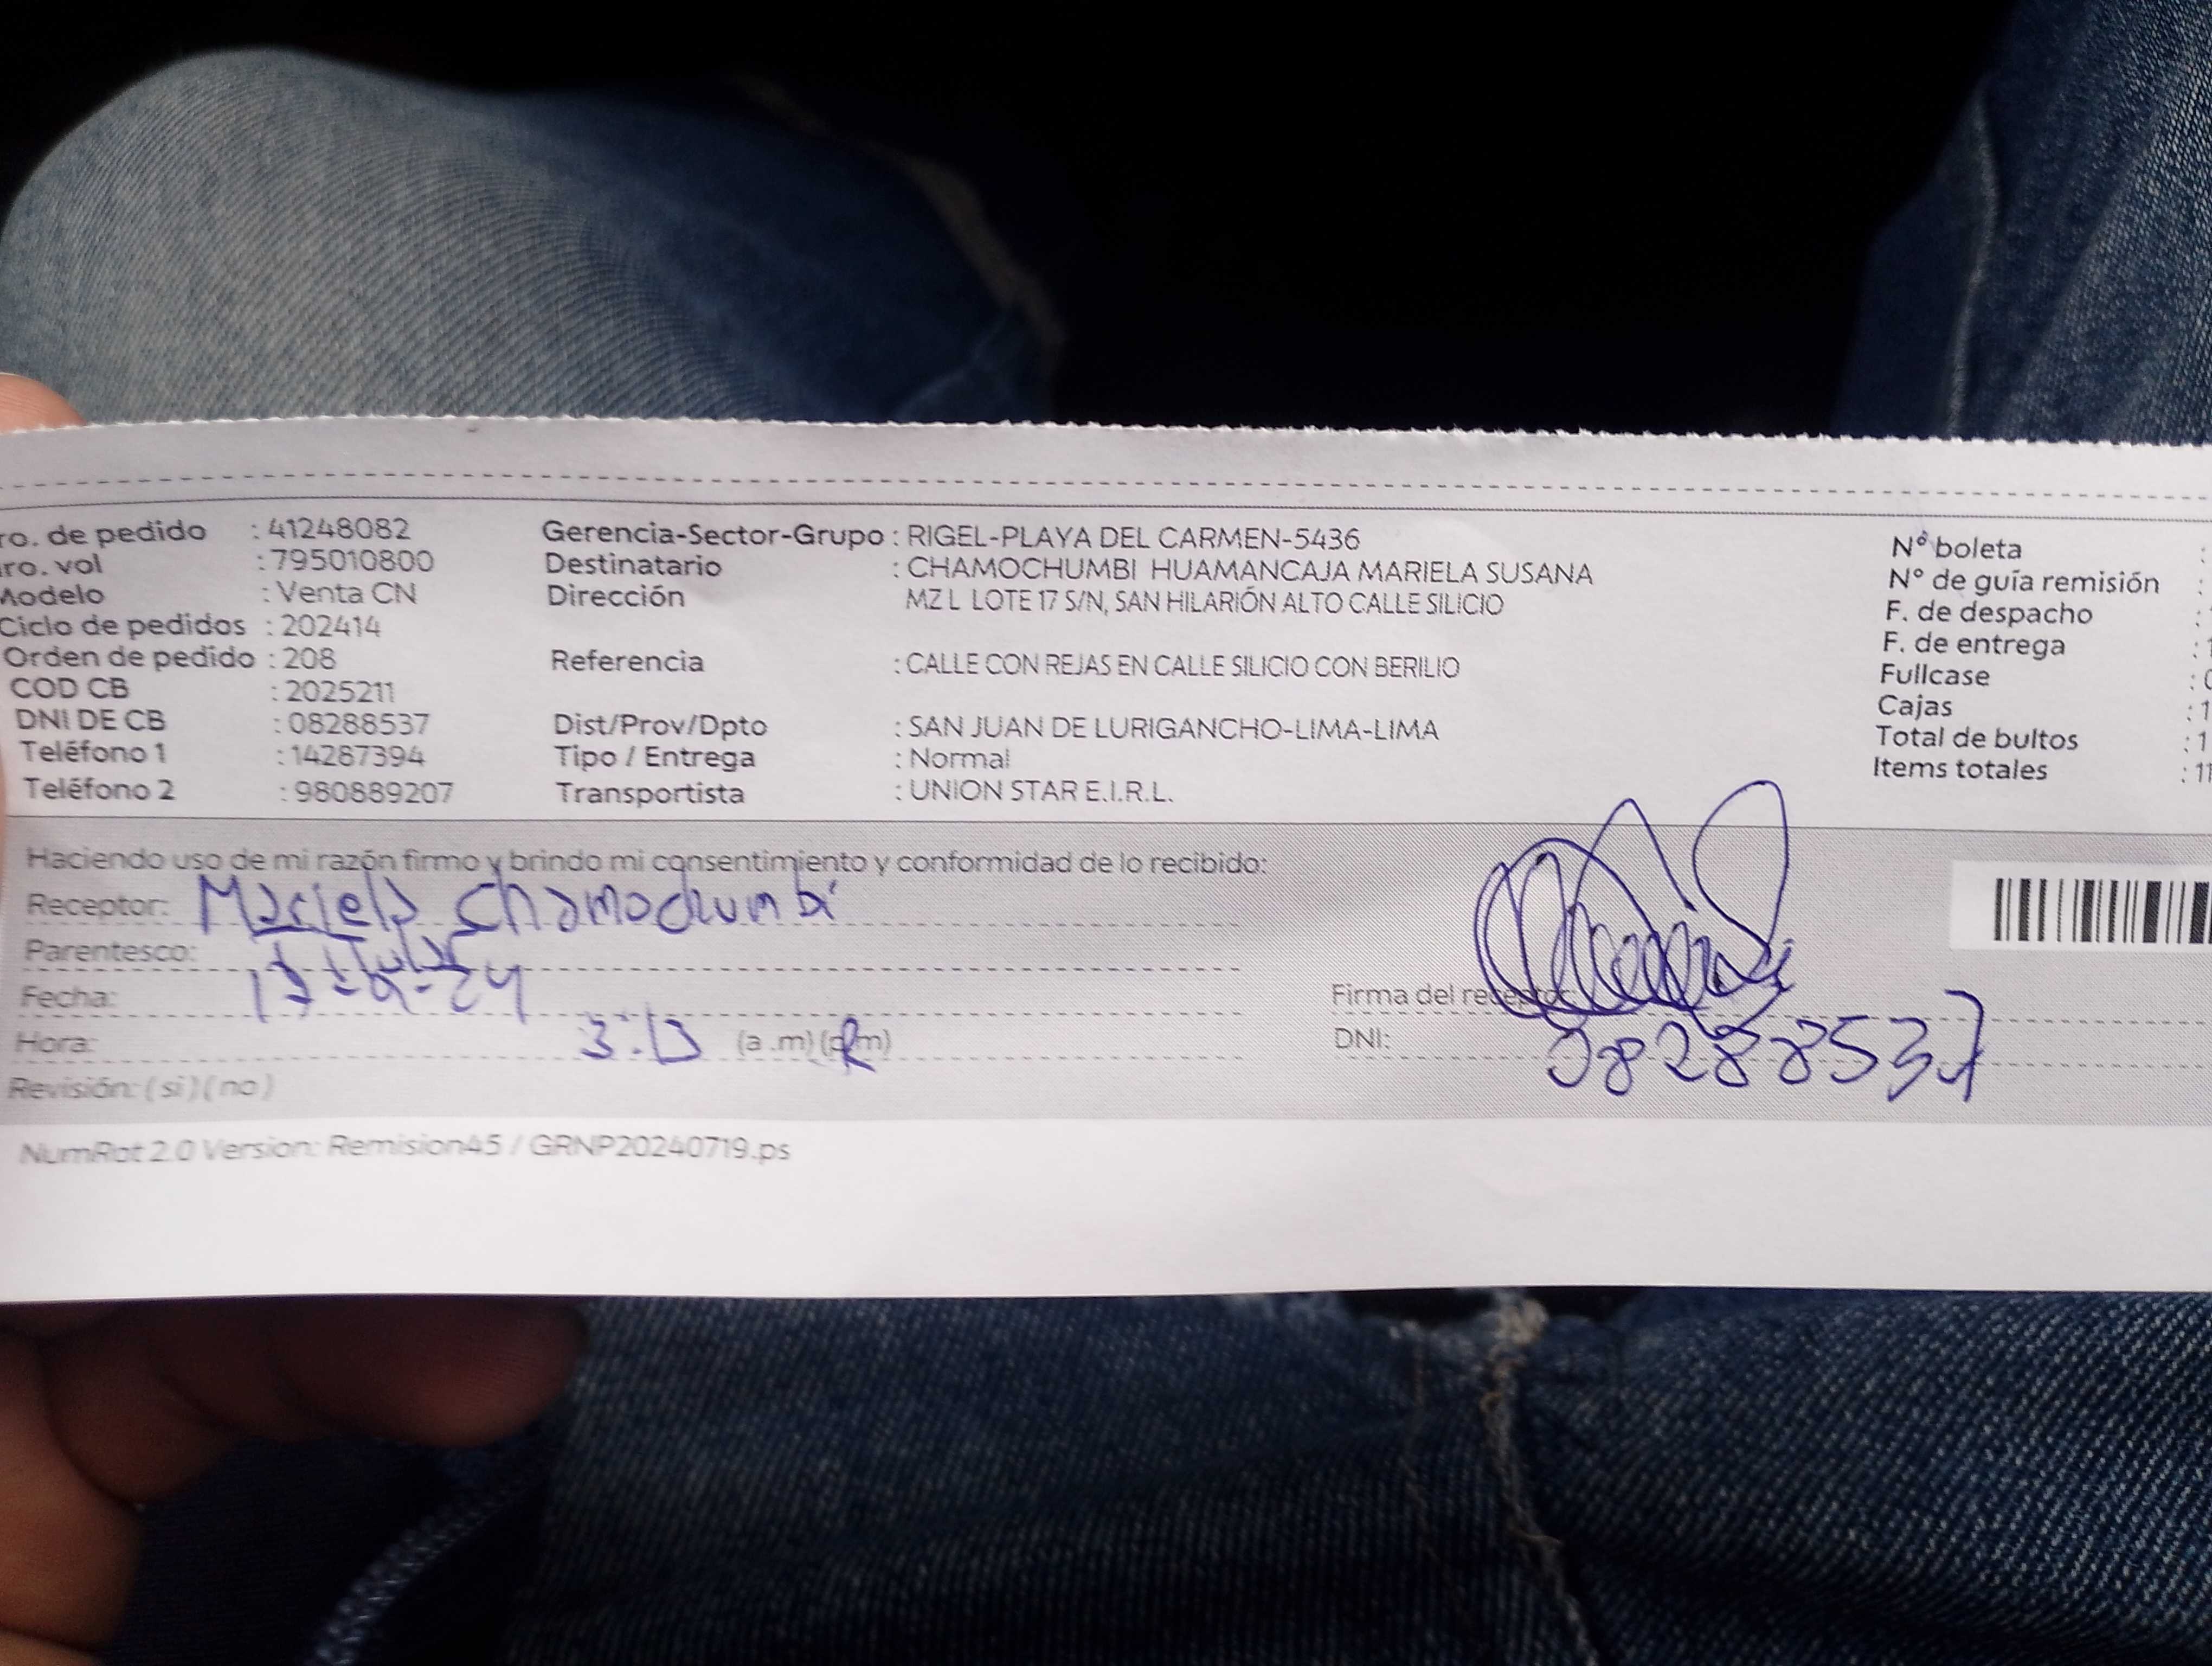 ro. de pedido : 41248082 Gerencia-Sector-Grupo : RIGEL-PLAYA DEL CARMEN-5436 N° boleta :
ro. vol : 795010800 Destinatario : CHAMOCHUMBI HUAMANCAJA MARIELA SUSANA N° de guía remisión :
Modelo : Venta CN Dirección MZ L LOTE 17 S/N, SAN HILARIÓN ALTO CALLE SILICIO F. de despacho :
Ciclo de pedidos : 202414 F. de entrega : 1
Orden de pedido : 208 Referencia : CALLE CON REJAS EN CALLE SILICIO CON BERILIO Fullcase : 0
COD CB : 2025211 Cajas : 1
DNI DE CB : 08288537 Dist/Prov/Dpto : SAN JUAN DE LURIGANCHO-LIMA-LIMA Total de bultos : 1
Teléfono 1 : 14287394 Tipo / Entrega : Normal Items totales : 11
Teléfono 2 : 980889207 Transportista : UNION STAR E.I.R.L.
Haciendo uso de mi razón firmo y brindo mi consentimiento y conformidad de lo recibido:
Receptor: Mariela Chamochumbi
Parentesco:
Fecha: Firma del receptor:
Hora: (a .m) (p.m) DNI: 08288537
Revisión: (si) (no)
NumRot 2.0 Version: Remision45 / GRNP20240719.ps